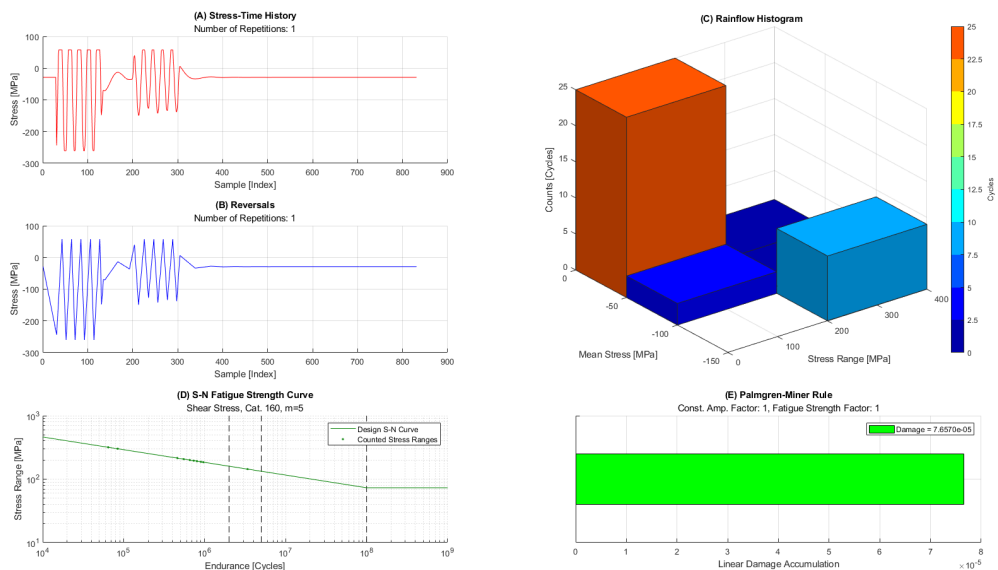 (A) Stress-Time History
Number of Repetitions: 1
Stress [MPa]
100
0
-100
-200
-300
0 100 200 300 400 500 600 700 800 900
Sample [Index]
(B) Reversals
Number of Repetitions: 1
Stress [MPa]
100
0
-100
-200
-300
0 100 200 300 400 500 600 700 800 900
Sample [Index]
(C) Rainflow Histogram
Counts [Cycles]
25
20
15
10
5
0
0
-50
-100
-150
Mean Stress [MPa]
0
100
200
300
400
Stress Range [MPa]
25
22.5
20
17.5
15
12.5
10
7.5
5
2.5
0
Cycles
(D) S-N Fatigue Strength Curve
Shear Stress, Cat. 160, m=5
Stress Range [MPa]
10^3
10^2
10^1
Design S-N Curve
Counted Stress Ranges
10^4 10^5 10^6 10^7 10^8 10^9
Endurance [Cycles]
(E) Palmgren-Miner Rule
Const. Amp. Factor: 1, Fatigue Strength Factor: 1
Damage = 7.6570e-05
0 1 2 3 4 5 6 7 8
×10^-5
Linear Damage Accumulation